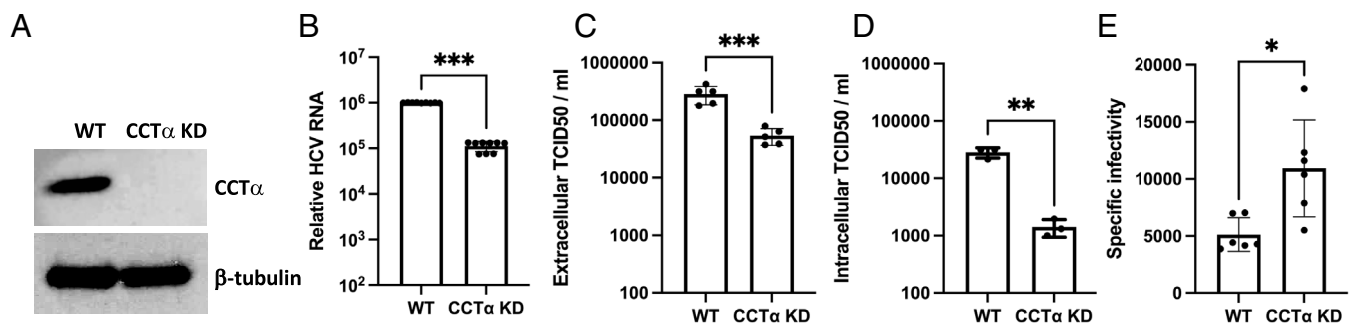 A
WT CCTα KD
CCTα
β-tubulin
B
Relative HCV RNA
10⁷
10⁶
10⁵
10⁴
10³
10²
***
WT CCTα KD
C
Extracellular TCID50 / ml
1000000
100000
10000
1000
100
***
WT CCTα KD
D
Intracellular TCID50 / ml
1000000
100000
10000
1000
100
**
WT CCTα KD
E
Specific infectivity
20000
15000
10000
5000
0
*
WT CCTα KD